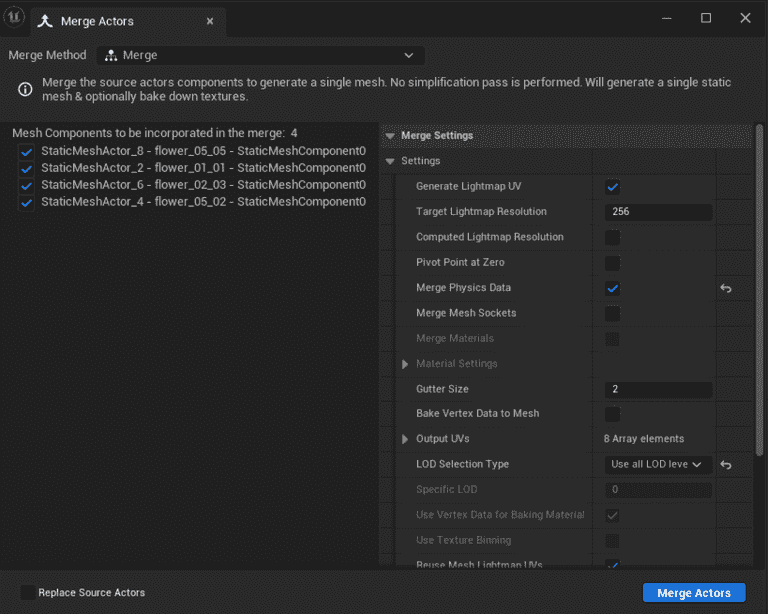 Merge Actors
Merge Method
Merge
Merge the source actors components to generate a single mesh. No simplification pass is performed. Will generate a single static
mesh & optionally bake down textures.
Mesh Components to be incorporated in the merge: 4
StaticMeshActor_8 - flower_05_05 - StaticMeshComponent0
StaticMeshActor_2 - flower_01_01 - StaticMeshComponent0
StaticMeshActor_6 - flower_02_03 - StaticMeshComponent0
StaticMeshActor_4 - flower_05_02 - StaticMeshComponent0
Merge Settings
Settings
Generate Lightmap UV
Target Lightmap Resolution 256
Computed Lightmap Resolution
Pivot Point at Zero
Merge Physics Data
Merge Mesh Sockets
Merge Materials
Material Settings
Gutter Size 2
Bake Vertex Data to Mesh
Output UVs 8 Array elements
LOD Selection Type Use all LOD leve
Specific LOD 0
Use Vertex Data for Baking Material
Use Texture Binning
Reuse Mesh Lightmap UVs
Replace Source Actors
Merge Actors